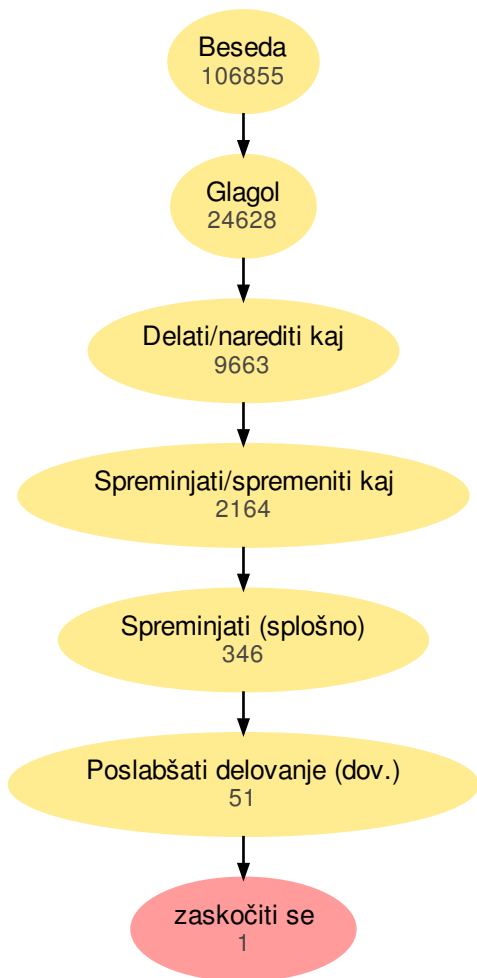 Beseda
106855
Glagol
24628
Delati/narediti kaj
9663
Spreminjati/spremeniti kaj
2164
Spreminjati (splošno)
346
Poslabšati delovanje (dov.)
51
zaskočiti se
1